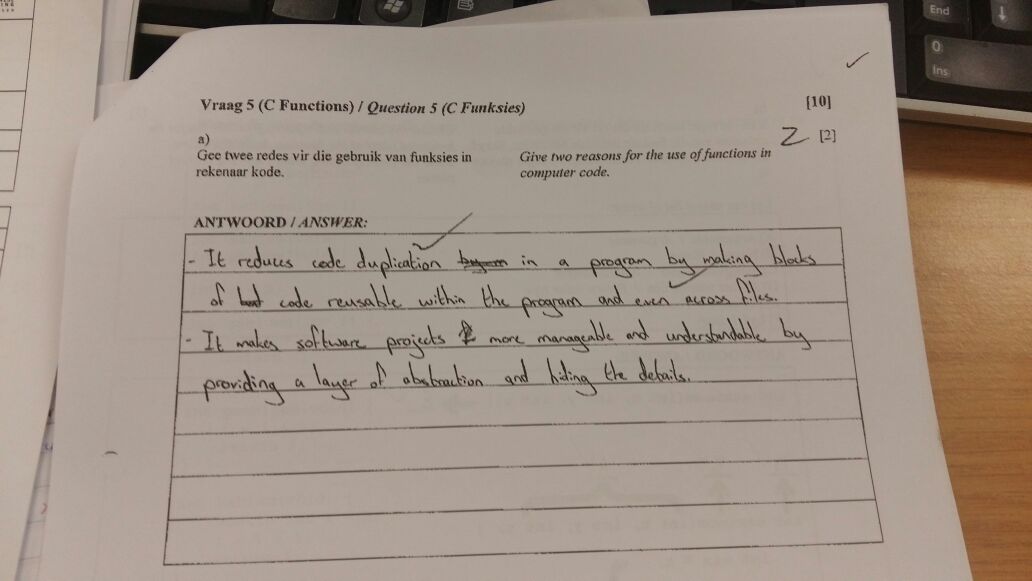 End
0
Ins
Vraag 5 (C Functions) / Question 5 (C Funksies) [10]
a) 2 [2]
Gee twee redes vir die gebruik van funksies in
rekenaar kode.
Give two reasons for the use of functions in
computer code.
ANTWOORD / ANSWER:
- It reduces code duplication in a program by making blocks
of code reusable within the program and even across files.
- It makes software projects more manageable and understandable by
providing a layer of abstraction and hiding the details.